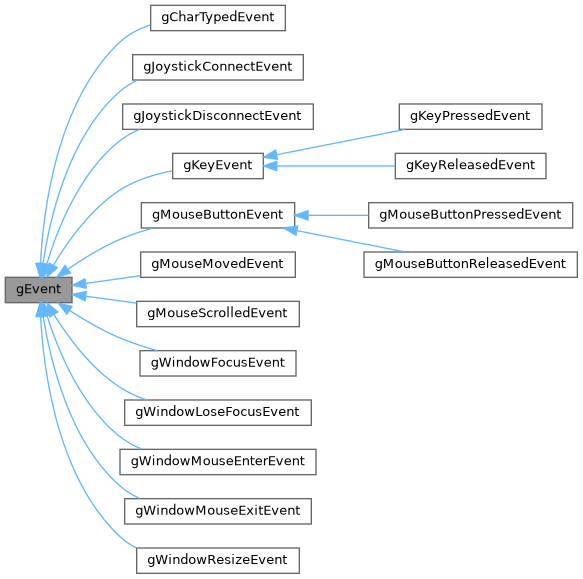 gCharTypedEvent
gJoystickConnectEvent
gJoystickDisconnectEvent
gKeyPressedEvent
gKeyEvent
gKeyReleasedEvent
gMouseButtonEvent
gMouseButtonPressedEvent
gMouseMovedEvent
gMouseButtonReleasedEvent
gEvent
gMouseScrolledEvent
gWindowFocusEvent
gWindowLoseFocusEvent
gWindowMouseEnterEvent
gWindowMouseExitEvent
gWindowResizeEvent